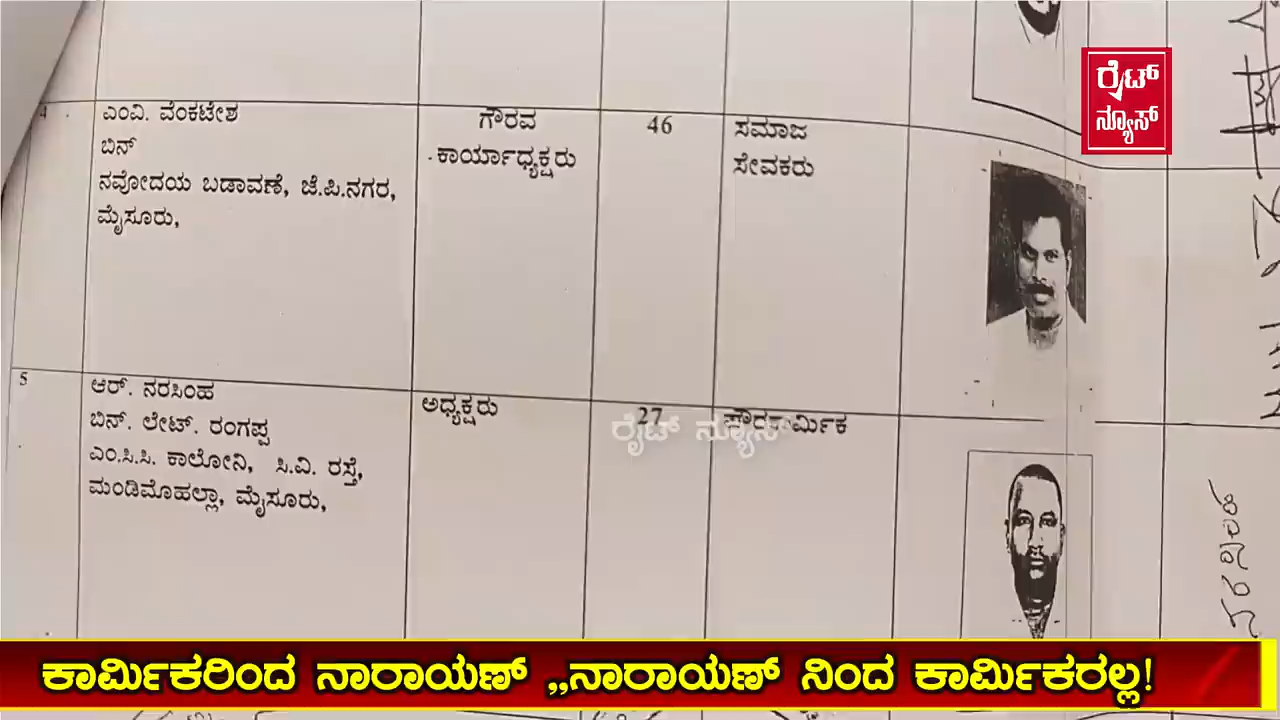 ರೈಟ್
ನ್ಯೂಸ್
4
ಎಂವಿ. ವೆಂಕಟೇಶ
ಬಿನ್
ನವೋದಯ ಬಡಾವಣೆ, ಜೆ.ಪಿ.ನಗರ,
ಮೈಸೂರು,
ಗೌರವ
ಕಾರ್ಯಾಧ್ಯಕ್ಷರು
46
ಸಮಾಜ
ಸೇವಕರು
5
ಆರ್. ನರಸಿಂಹ
ಬಿನ್. ಲೇಟ್. ರಂಗಪ್ಪ
ಎಂ.ಸಿ.ಸಿ. ಕಾಲೋನಿ, ಸಿ.ವಿ. ರಸ್ತೆ,
ಮಂಡಿಮೊಹಲ್ಲಾ, ಮೈಸೂರು,
ಅಧ್ಯಕ್ಷರು
27
ಪೌರಕಾರ್ಮಿಕ
ರೈಟ್ ನ್ಯೂಸ್
ಕಾರ್ಮಿಕರಿಂದ ನಾರಾಯಣ್ ,,ನಾರಾಯಣ್ ನಿಂದ ಕಾರ್ಮಿಕರಲ್ಲ!